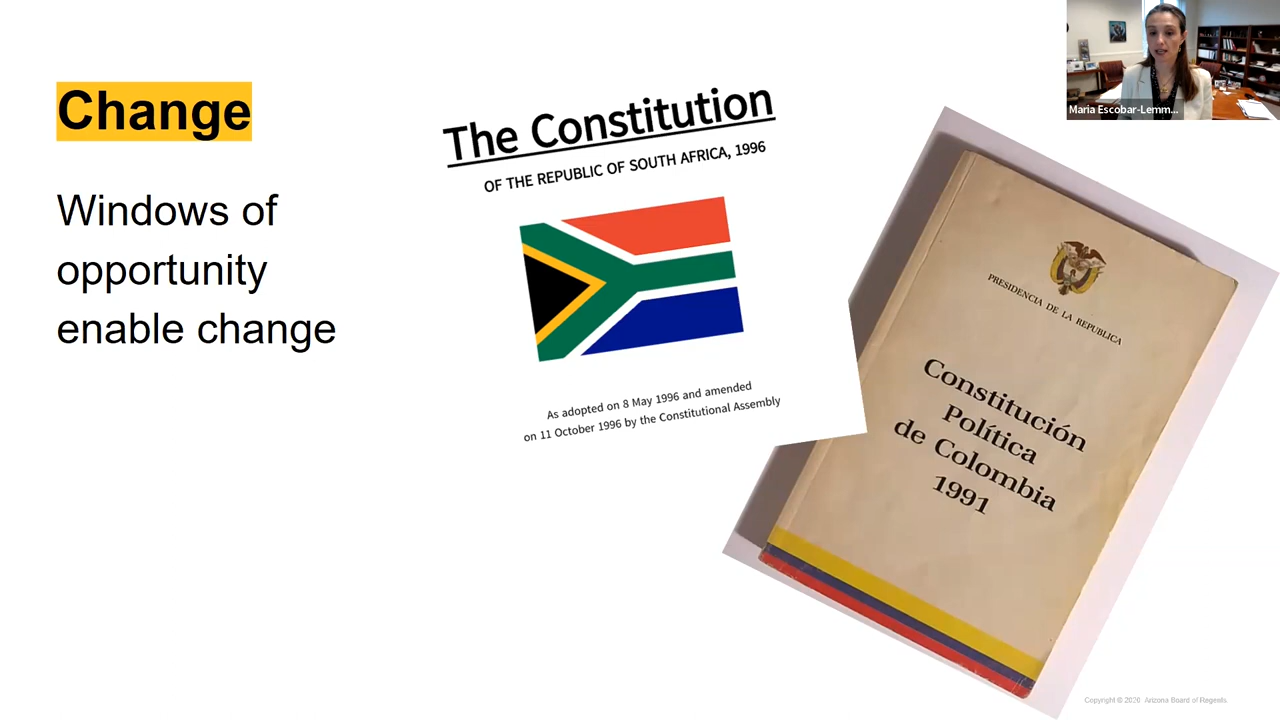 Change
Windows of
opportunity
enable change
The Constitution
OF THE REPUBLIC OF SOUTH AFRICA, 1996
As adopted on 8 May 1996 and amended
on 11 October 1996 by the Constitutional Assembly
Maria Escobar-Lemm...
PRESIDENCIA DE LA REPUBLICA
Constitución
Política
de Colombia
1991
Copyright © 2020 Arizona Board of Regents.